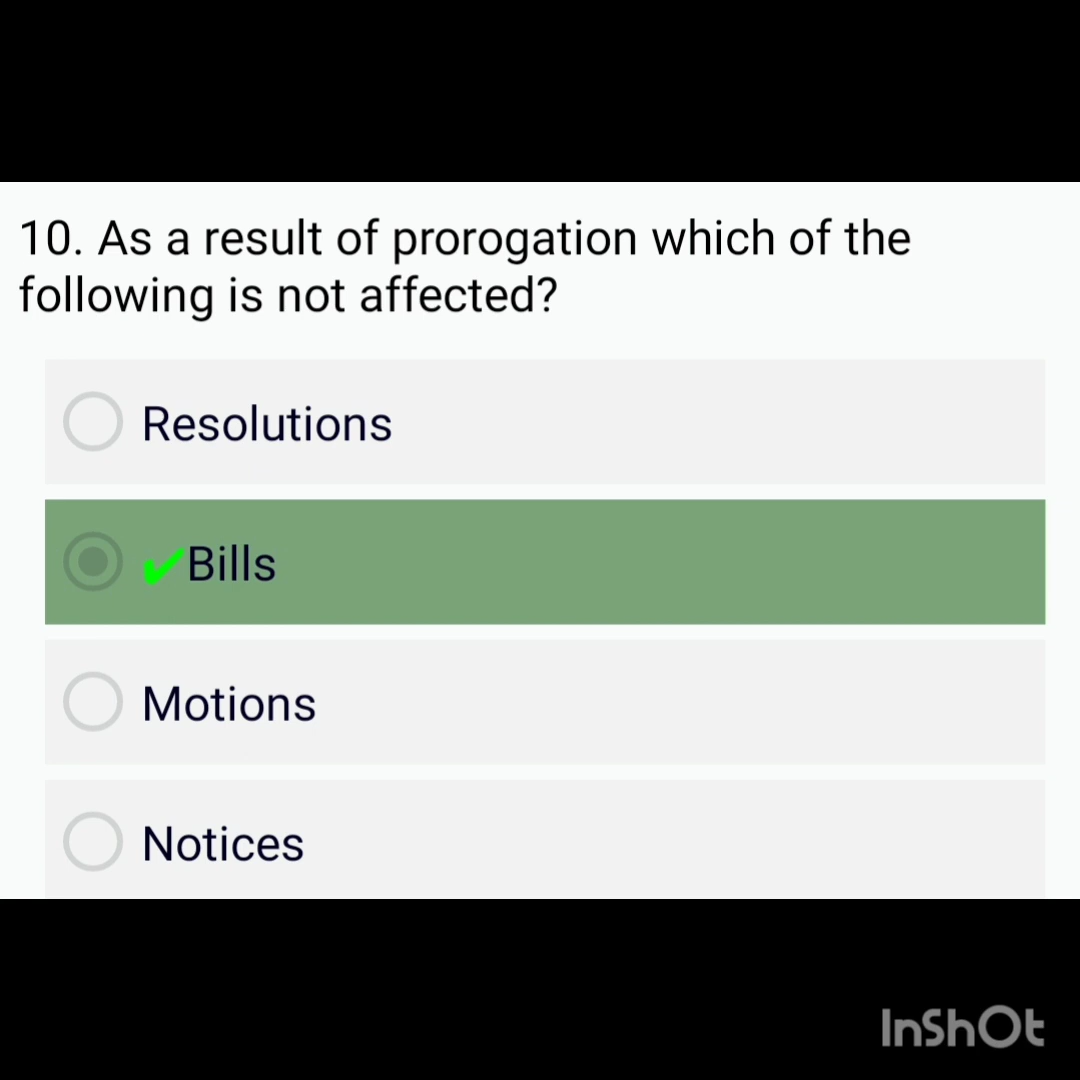 10. As a result of prorogation which of the
following is not affected?
Resolutions
✔Bills
Motions
Notices
InShOt